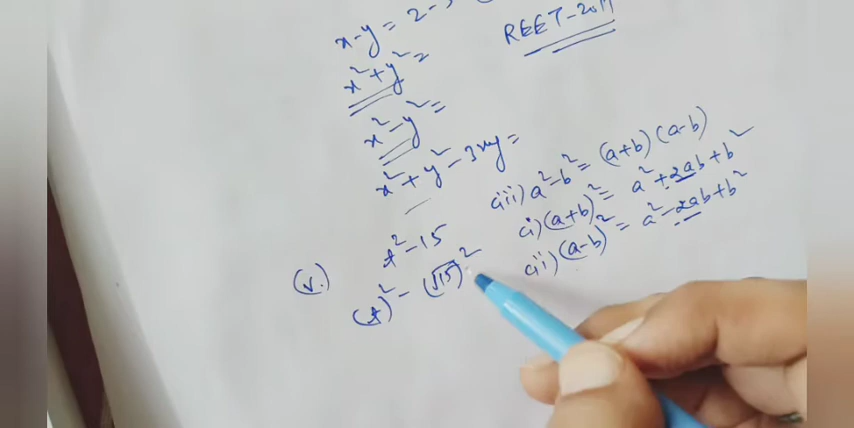 x-y = 2-
REET-2011
x²+y²=
x²-y²=
x²+y²-3xy=
iii) a²-b² = (a+b) (a-b)
i) (a+b)² = a²+2ab+b²
ii) (a-b)² = a²-2ab+b²
t²-15
(v.)
(t)² - (√15)²